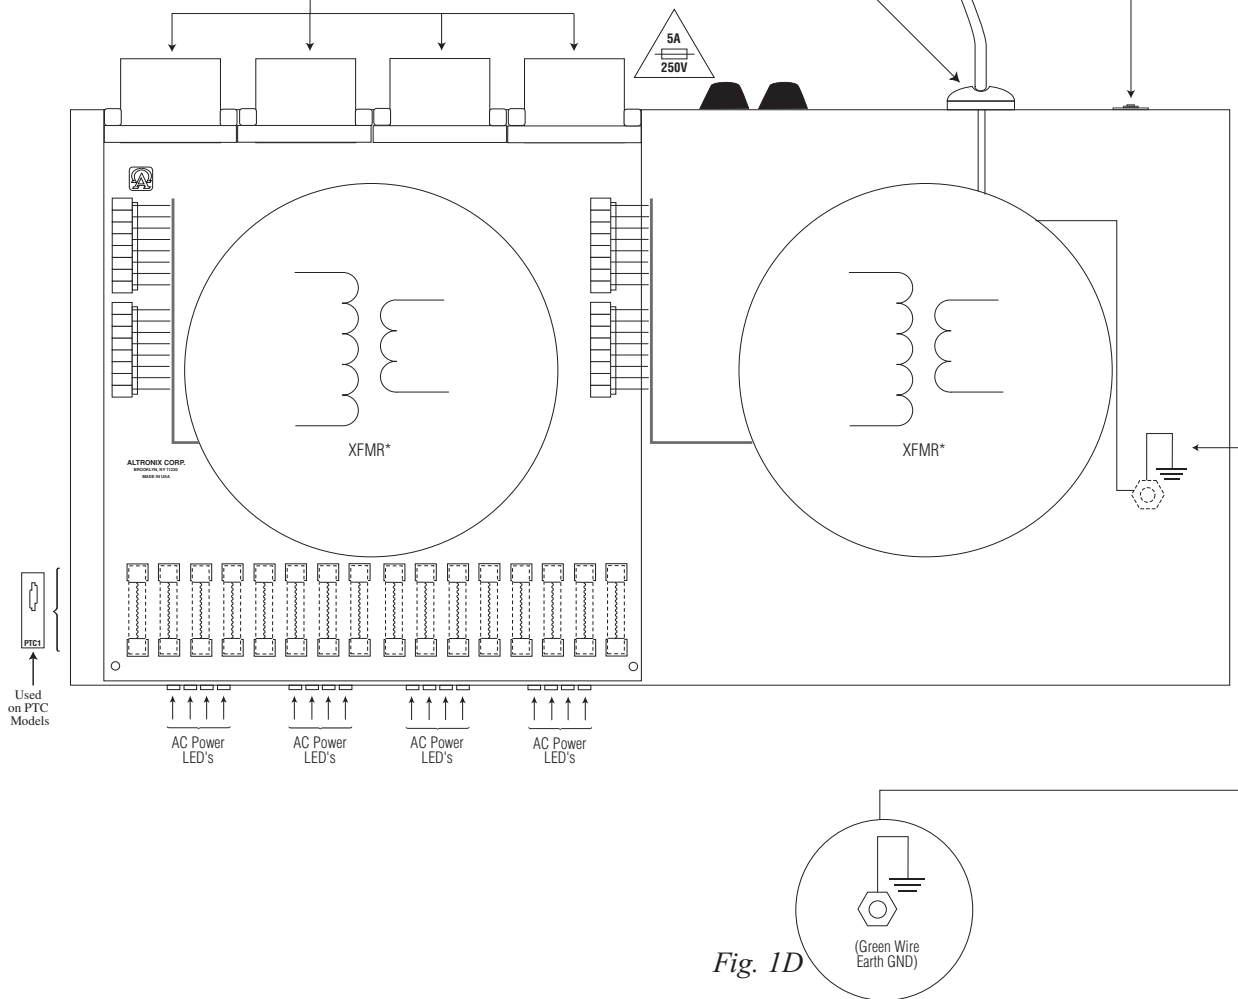 5A
250V
XFMR*
XFMR*
ALTRONIX CORP.
BROOKLYN, NY 11220
MADE IN USA
PTC1
Used
on PTC
Models
AC Power
LED's
AC Power
LED's
AC Power
LED's
AC Power
LED's
(Green Wire
Earth GND)
Fig. 1D